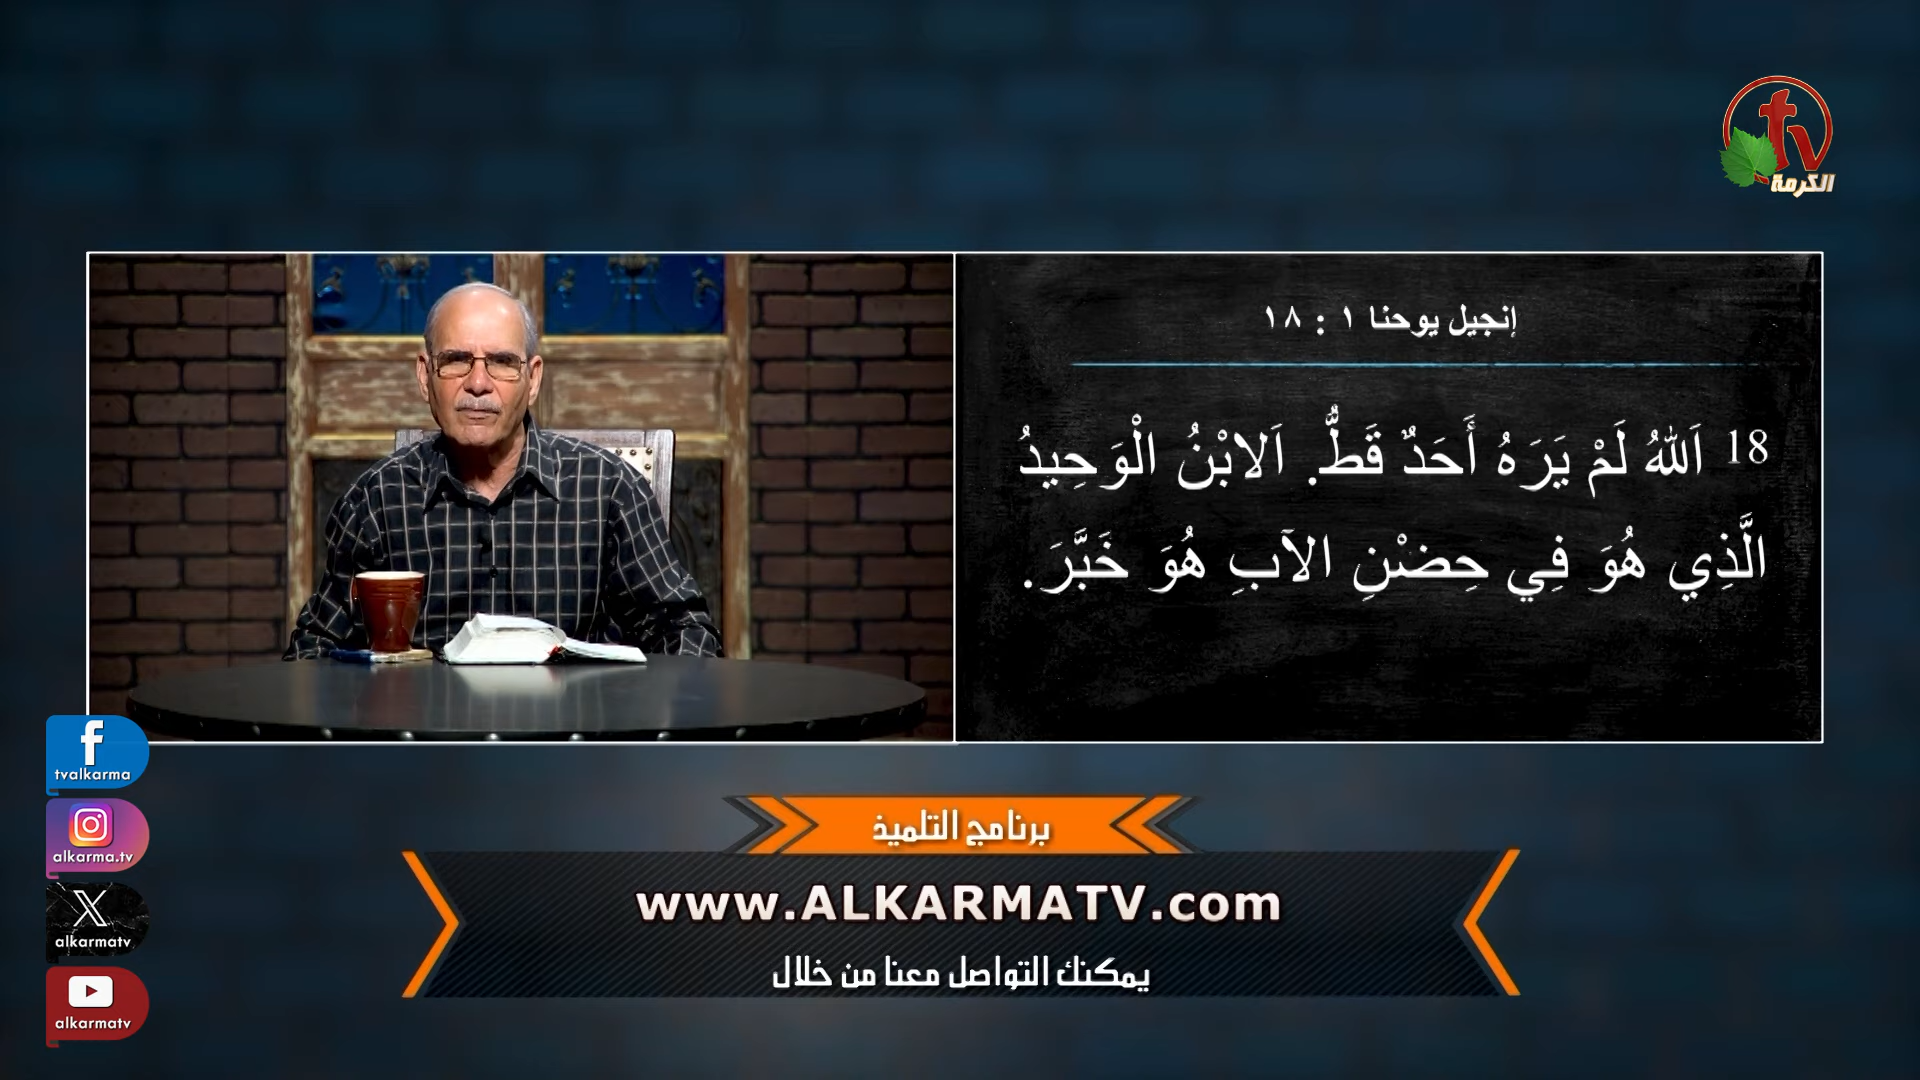 tv
الكرمة
إنجيل يوحنا ١ : ١٨
18 اَللهُ لَمْ يَرَهُ أَحَدٌ قَطُّ. اَلابْنُ الْوَحِيدُ
الَّذِي هُوَ فِي حِضْنِ الآبِ هُوَ خَبَّرَ.
tvalkarma
alkarma.tv
alkarmatv
alkarmatv
برنامج التلميذ
www.ALKARMATV.com
يمكنك التواصل معنا من خلال